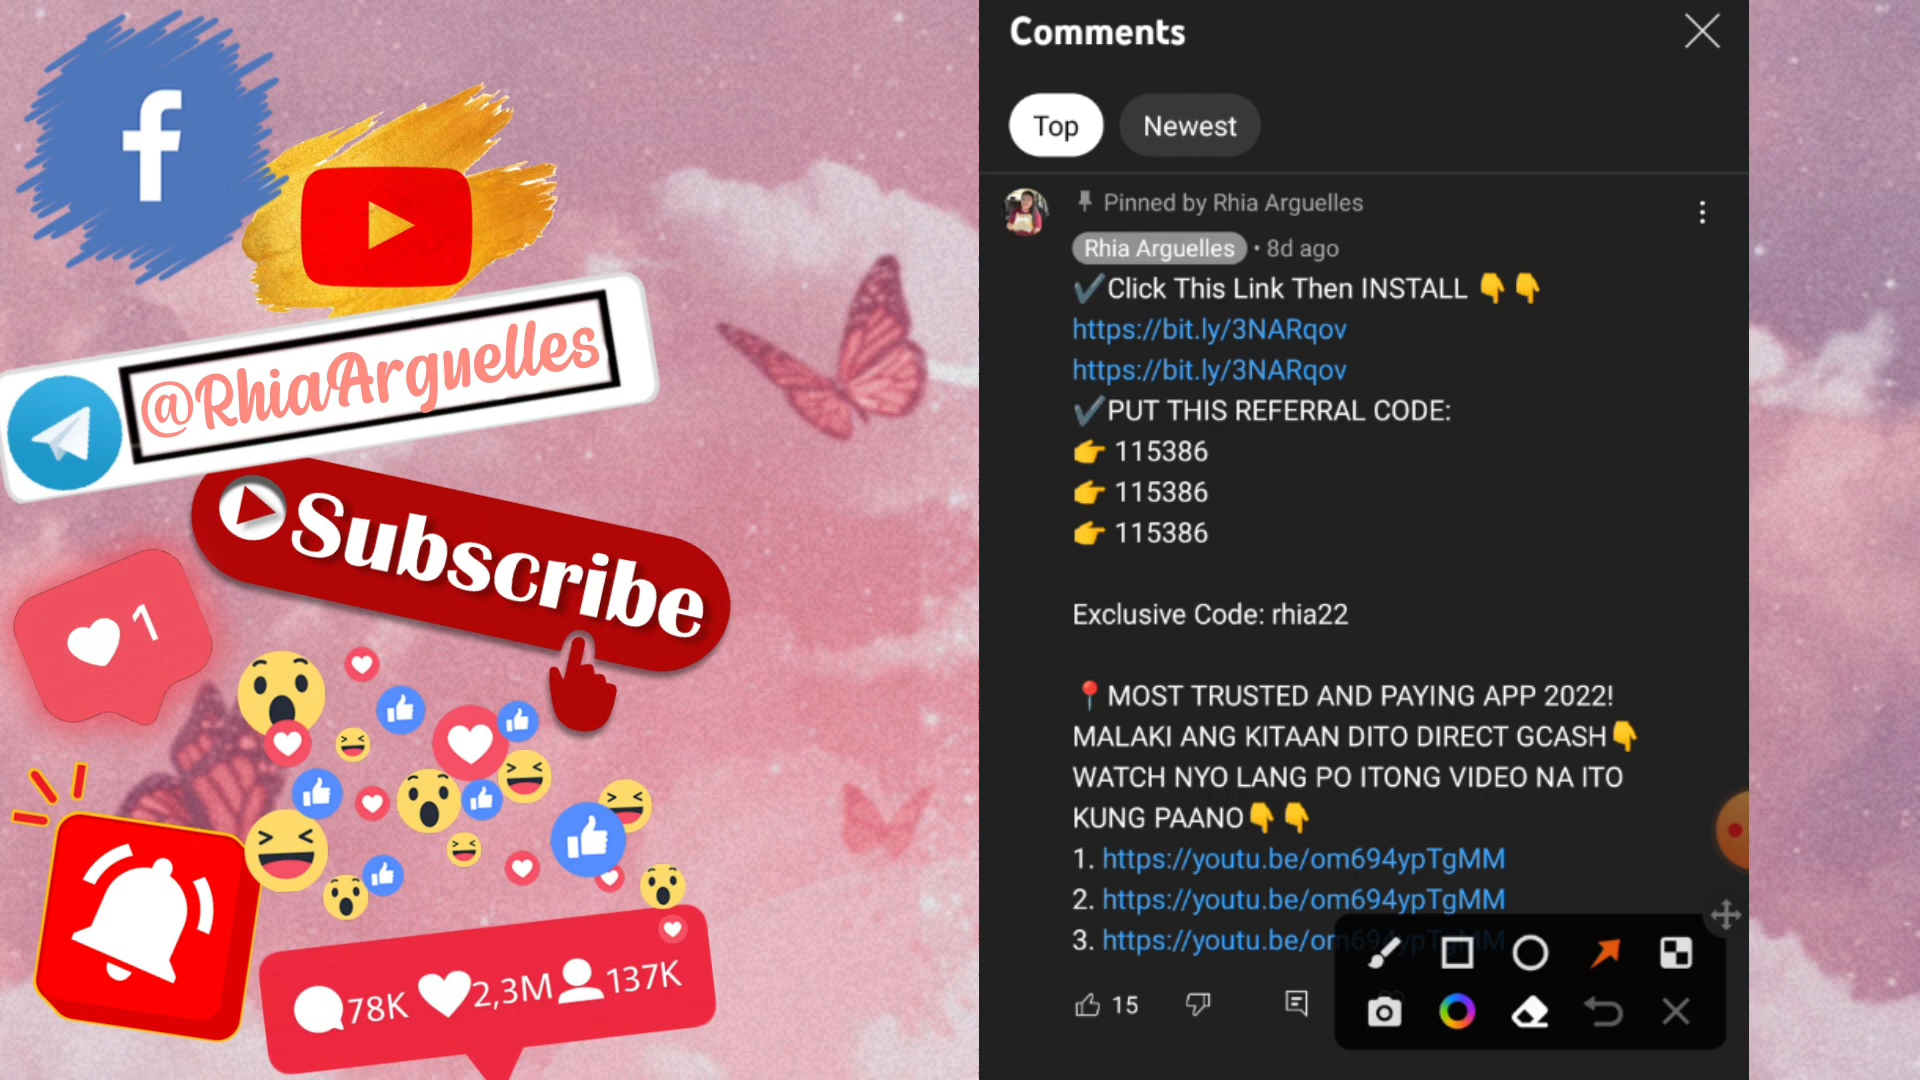 f
@RhiaArguelles
Subscribe
1
78K 2,3M 137K
Comments
Top Newest
Pinned by Rhia Arguelles
Rhia Arguelles • 8d ago
✔️Click This Link Then INSTALL 👇👇
https://bit.ly/3NARqov
https://bit.ly/3NARqov
✔️PUT THIS REFERRAL CODE:
👉 115386
👉 115386
👉 115386
Exclusive Code: rhia22
📍MOST TRUSTED AND PAYING APP 2022!
MALAKI ANG KITAAN DITO DIRECT GCASH👇
WATCH NYO LANG PO ITONG VIDEO NA ITO
KUNG PAANO👇👇
1. https://youtu.be/om694ypTgMM
2. https://youtu.be/om694ypTgMM
3. https://youtu.be/om694ypTgMM
15